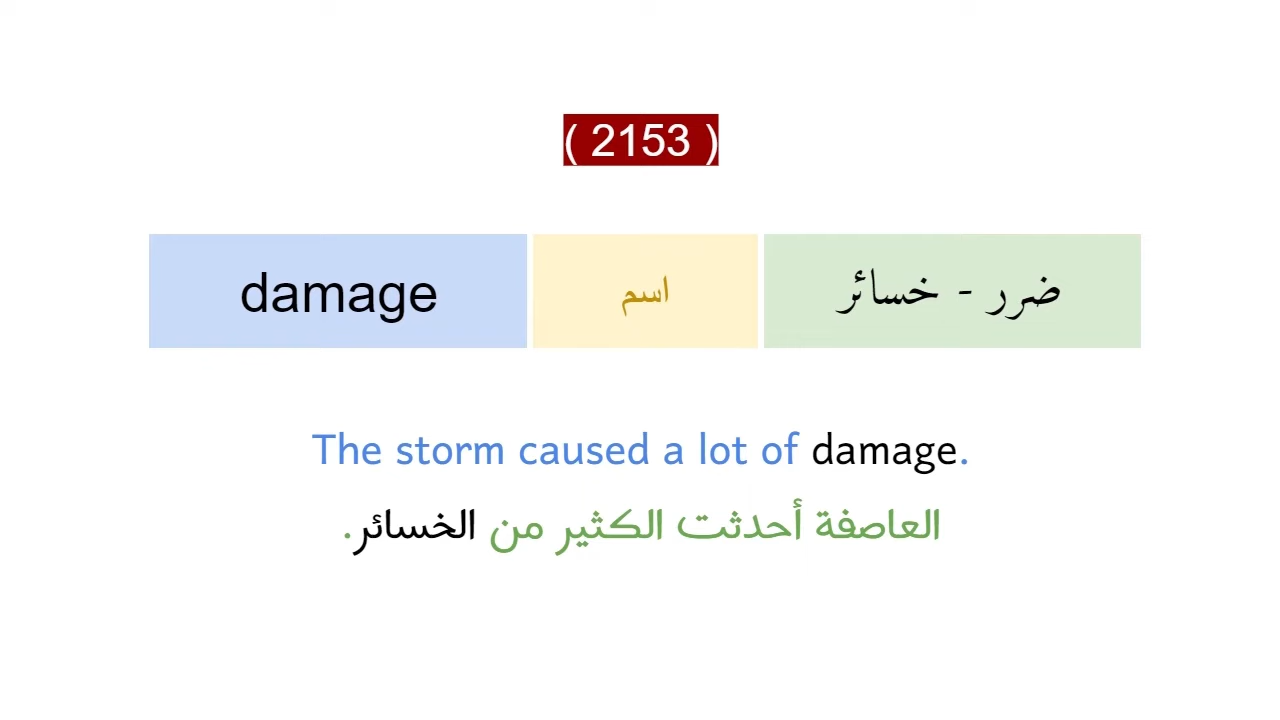 ( 2153 )
damage
اسم
ضرر - خسائر
The storm caused a lot of damage.
العاصفة أحدثت الكثير من الخسائر.